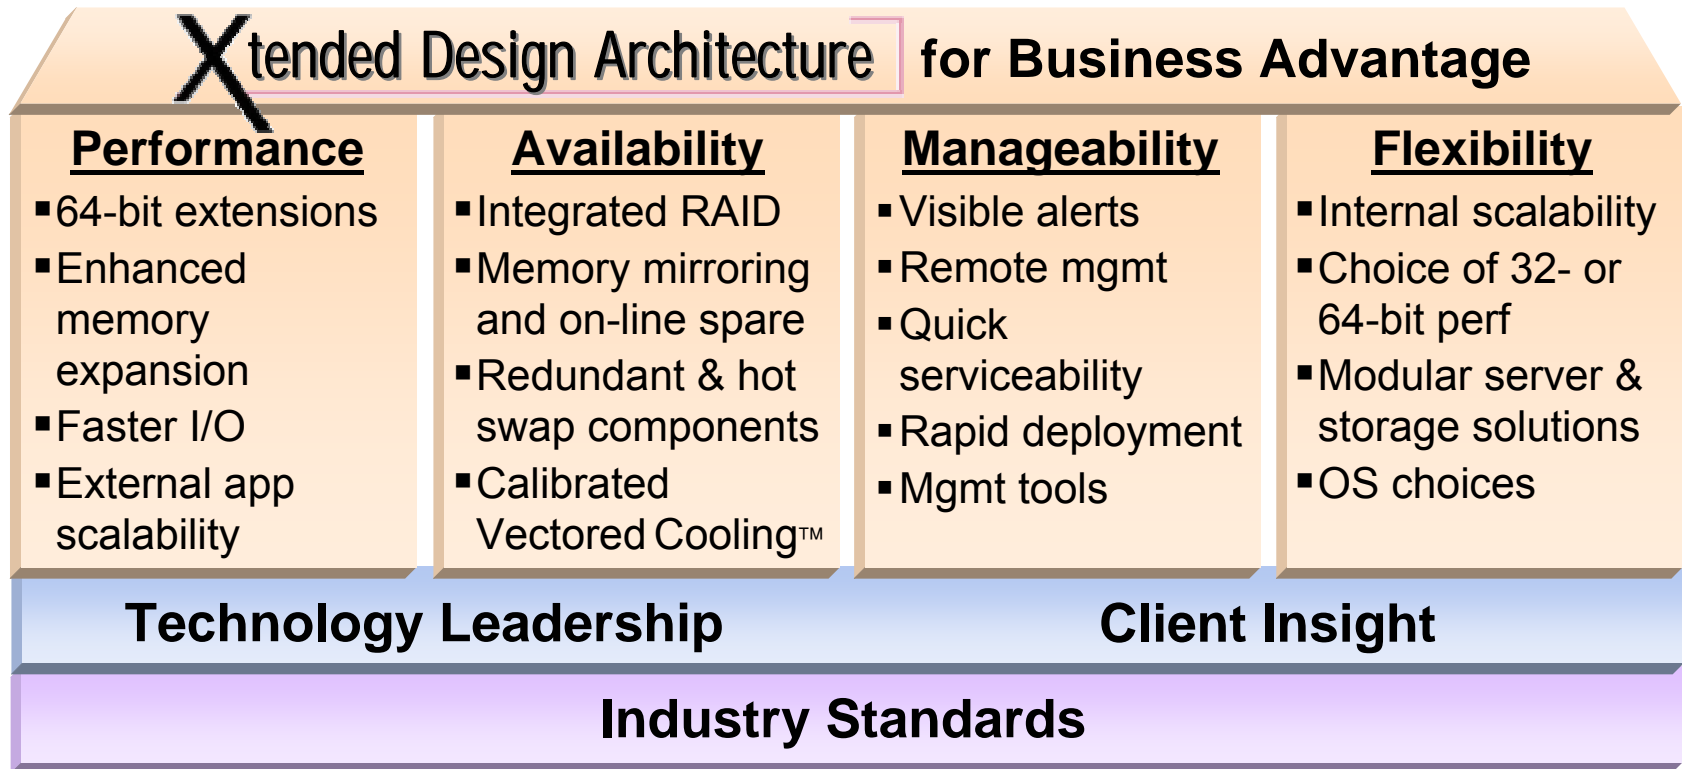 Xtended Design Architecture for Business Advantage
Performance
▪64-bit extensions
▪Enhanced
memory
expansion
▪Faster I/O
▪External app
scalability
Availability
▪Integrated RAID
▪Memory mirroring
and on-line spare
▪Redundant & hot
swap components
▪Calibrated
Vectored Cooling™
Manageability
▪Visible alerts
▪Remote mgmt
▪Quick
serviceability
▪Rapid deployment
▪Mgmt tools
Flexibility
▪Internal scalability
▪Choice of 32- or
64-bit perf
▪Modular server &
storage solutions
▪OS choices
Technology Leadership
Client Insight
Industry Standards